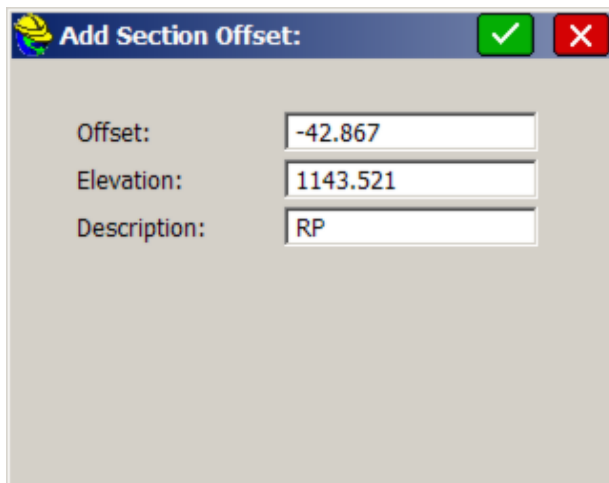 Add Section Offset:
Offset: -42.867
Elevation: 1143.521
Description: RP